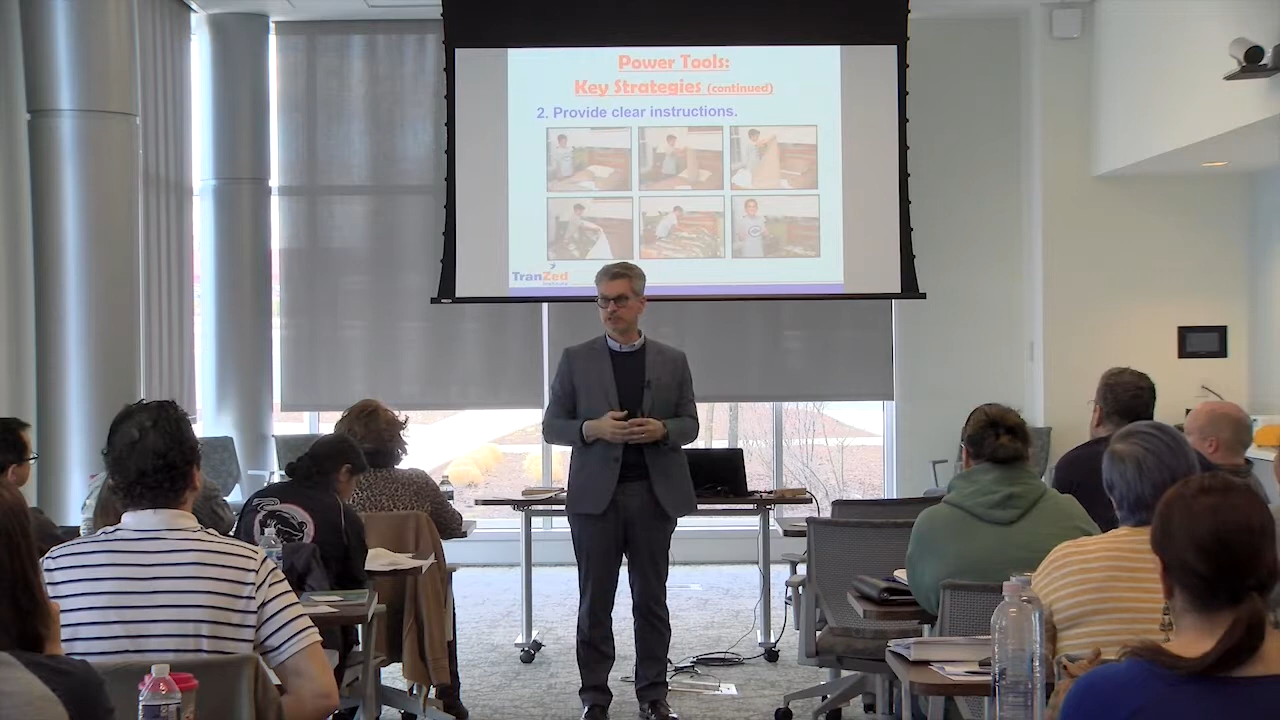 Power Tools:
Key Strategies (continued)
2. Provide clear instructions.
TranZed